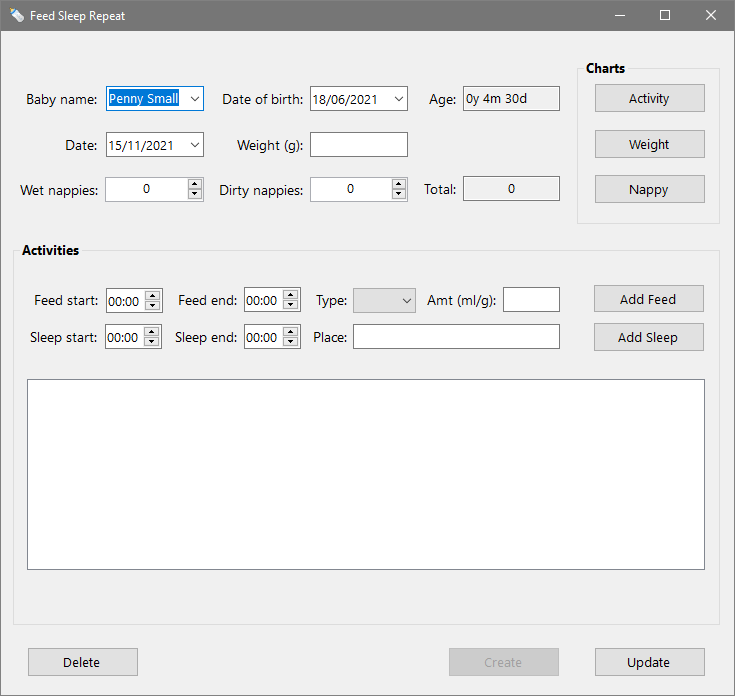 Feed Sleep Repeat
Charts
Baby name: Penny Small Date of birth: 18/06/2021 Age: 0y 4m 30d Activity
Date: 15/11/2021 Weight (g): Weight
Wet nappies: 0 Dirty nappies: 0 Total: 0 Nappy
Activities
Feed start: 00:00 Feed end: 00:00 Type: Amt (ml/g): Add Feed
Sleep start: 00:00 Sleep end: 00:00 Place: Add Sleep
Delete Create Update